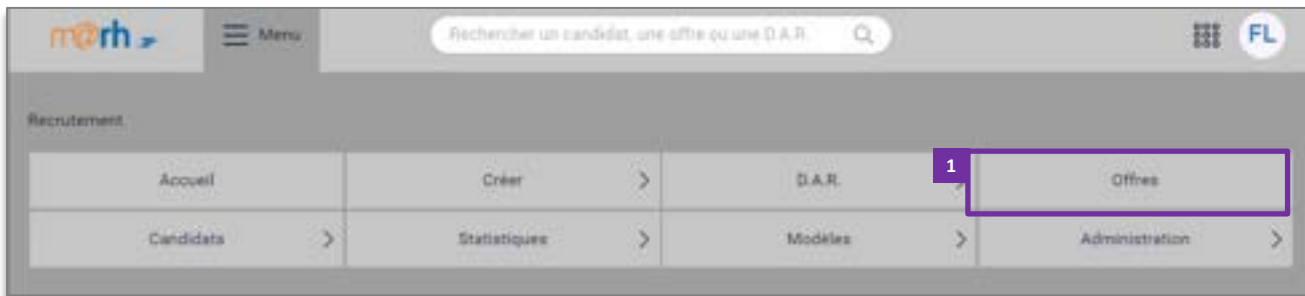 m@rh Menu Rechercher un candidat, une offre ou une D.A.R. FL
Recrutement
Accueil Créer D.A.R. 1 Offres
Candidats Statistiques Modèles Administration